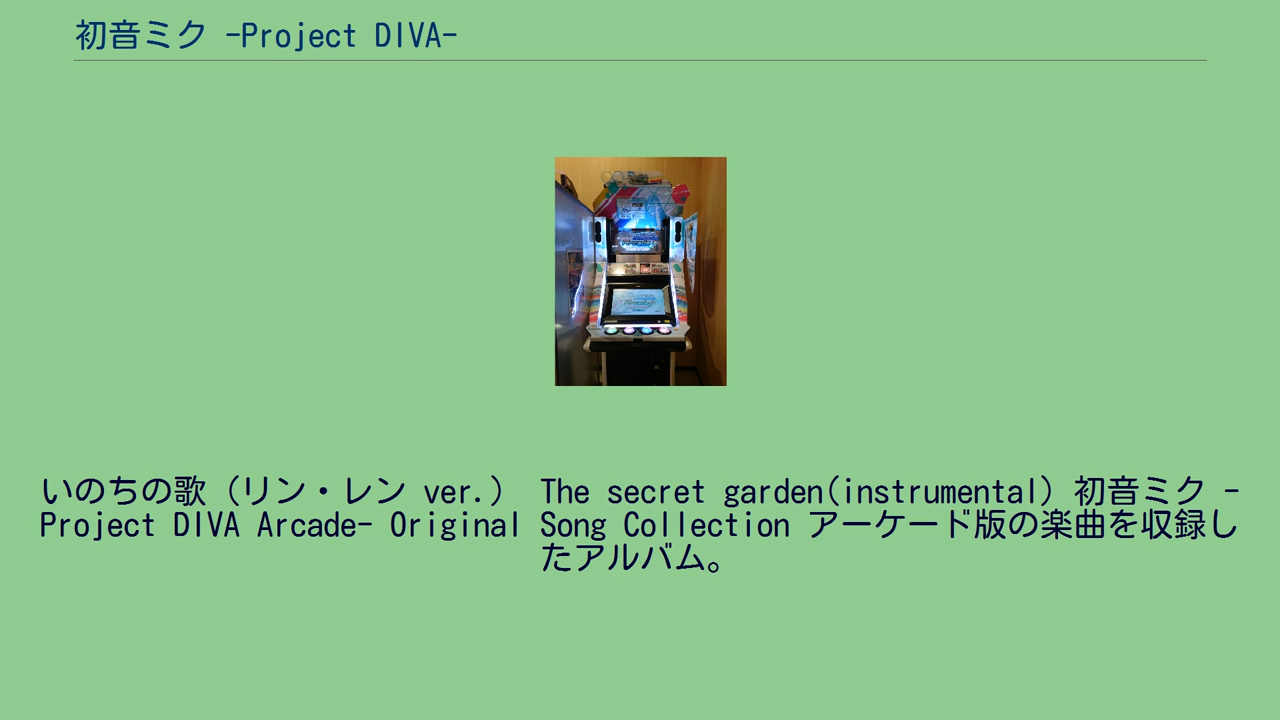 初音ミク -Project DIVA-
いのちの歌（リン・レン ver.） The secret garden(instrumental) 初音ミク -
Project DIVA Arcade- Original Song Collection アーケード版の楽曲を収録し
たアルバム。